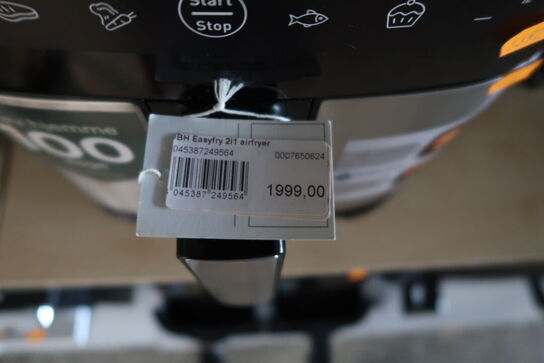 Start
Stop
BH Easyfry 2i1 airfryer
045387249564 0007650624
1999,00
045387 249564